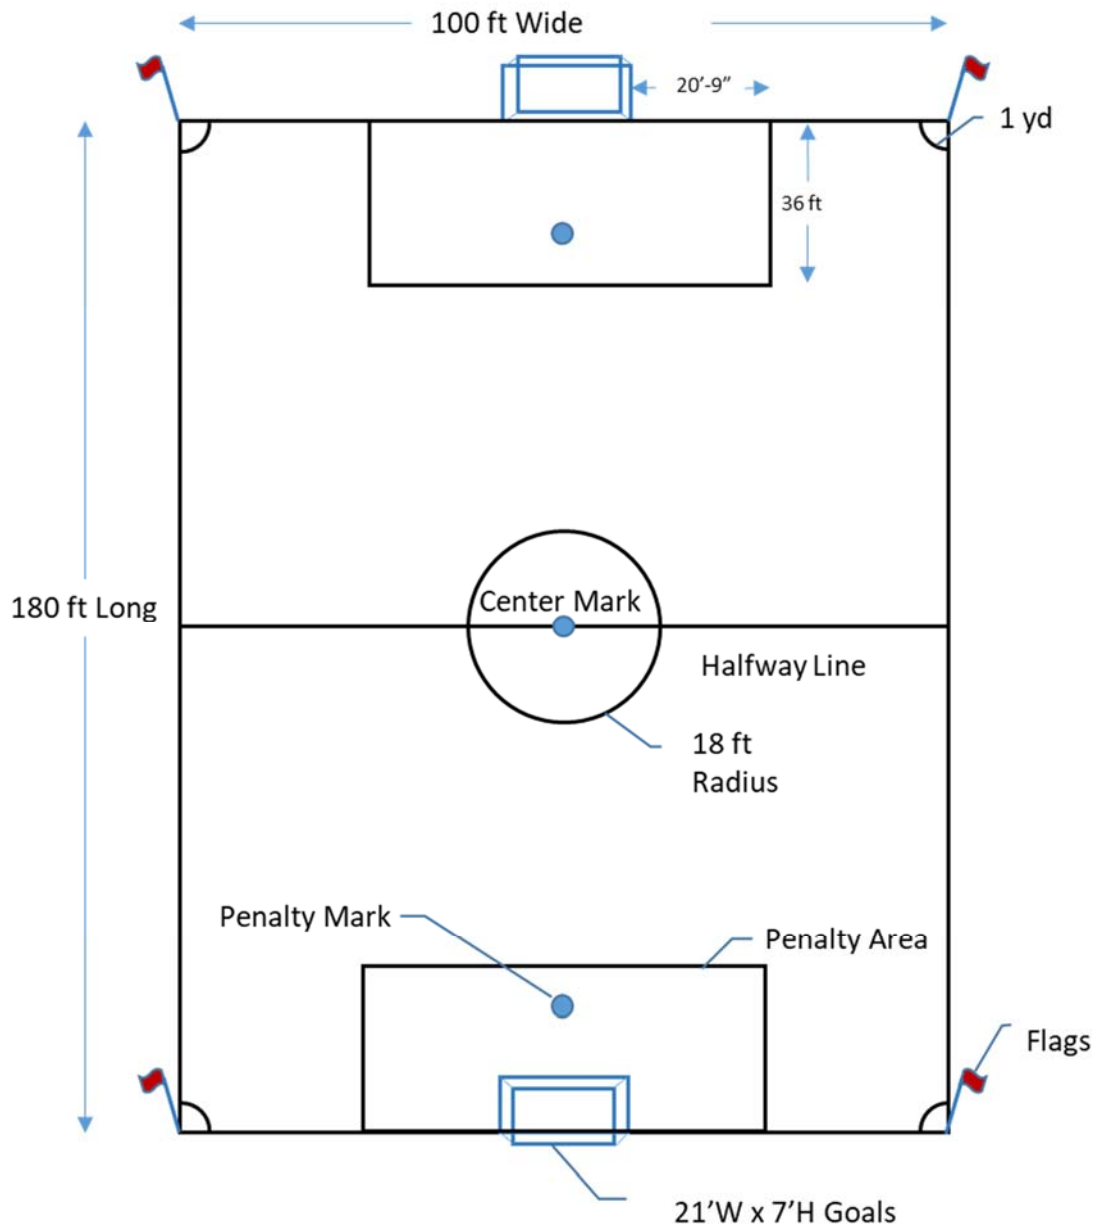 100 ft Wide
20’-9”
1 yd
36 ft
180 ft Long
Center Mark
Halfway Line
18 ft
Radius
Penalty Mark
Penalty Area
Flags
21’W x 7’H Goals